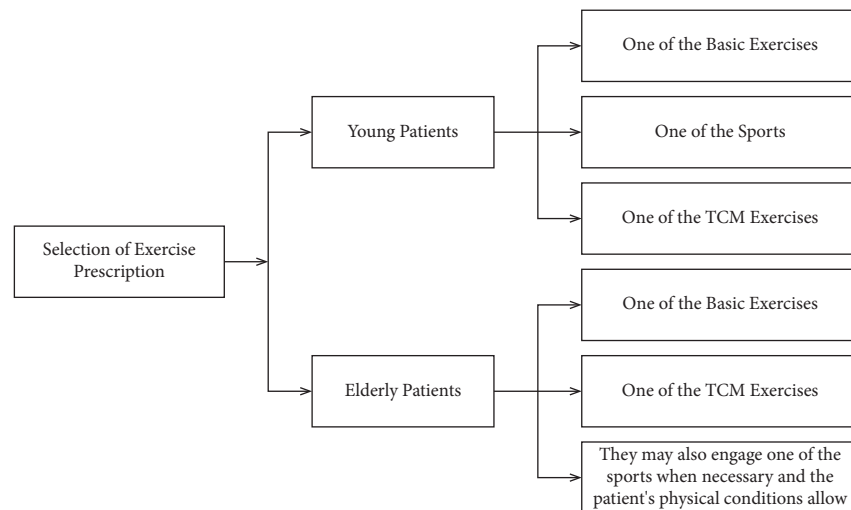 Selection of Exercise
Prescription
Young Patients
One of the Basic Exercises
One of the Sports
One of the TCM Exercises
Elderly Patients
One of the Basic Exercises
One of the TCM Exercises
They may also engage one of the
sports when necessary and the
patient's physical conditions allow